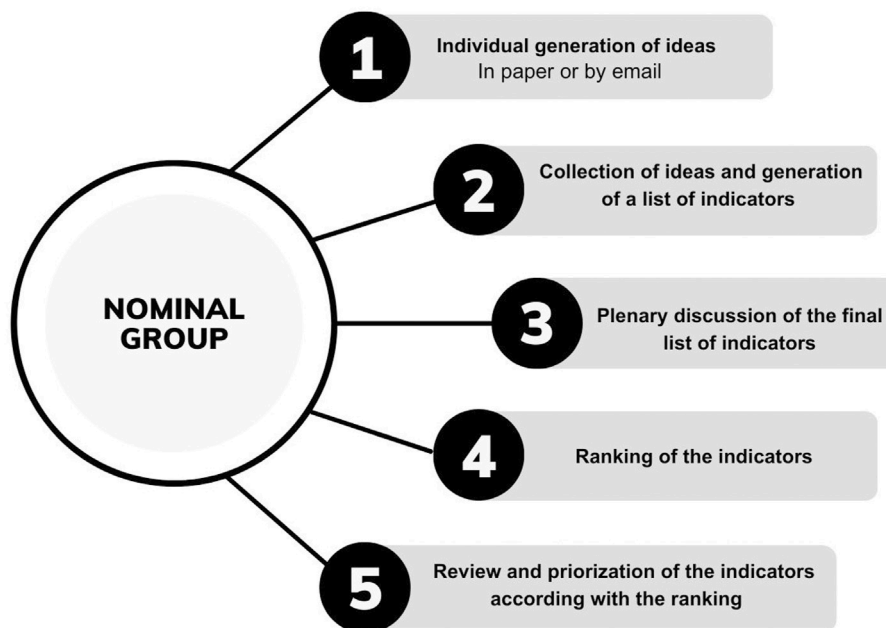 1
Individual generation of ideas
In paper or by email
2
Collection of ideas and generation
of a list of indicators
NOMINAL
GROUP
3
Plenary discussion of the final
list of indicators
4
Ranking of the indicators
5
Review and priorization of the indicators
according with the ranking